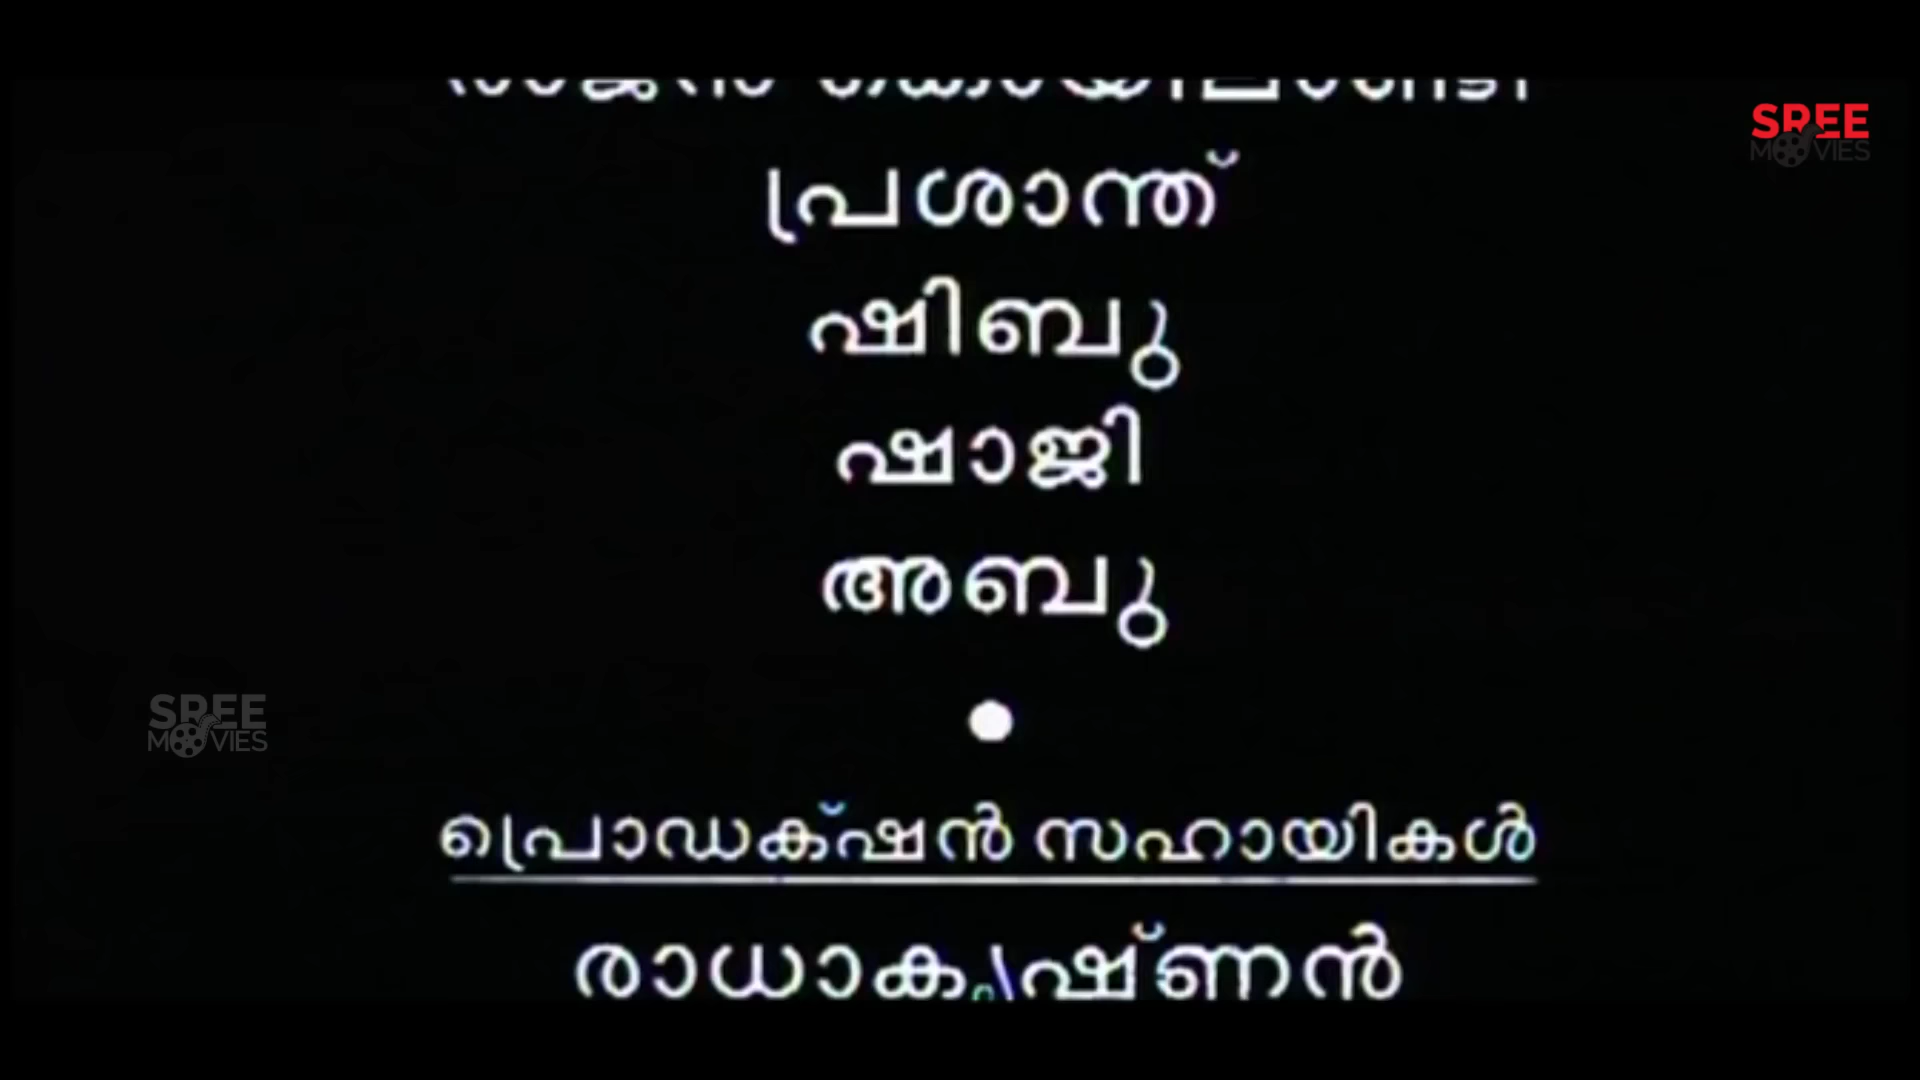 SREE
MOVIES
പ്രശാന്ത്
ഷിബു
ഷാജി
അബു
SREE
MOVIES
പ്രൊഡക്ഷൻ സഹായികൾ
രാധാകൃഷ്ണൻ